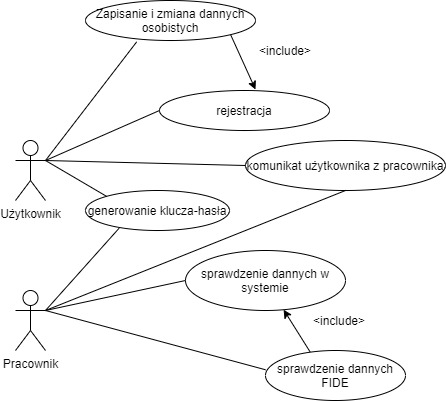 Zapisanie i zmiana dannych
osobistych
<include>
rejestracja
komunikat użytkownika z pracownika
Użytkownik
generowanie klucza-hasła
sprawdzenie dannych w
systemie
<include>
Pracownik
sprawdzenie dannych
FIDE